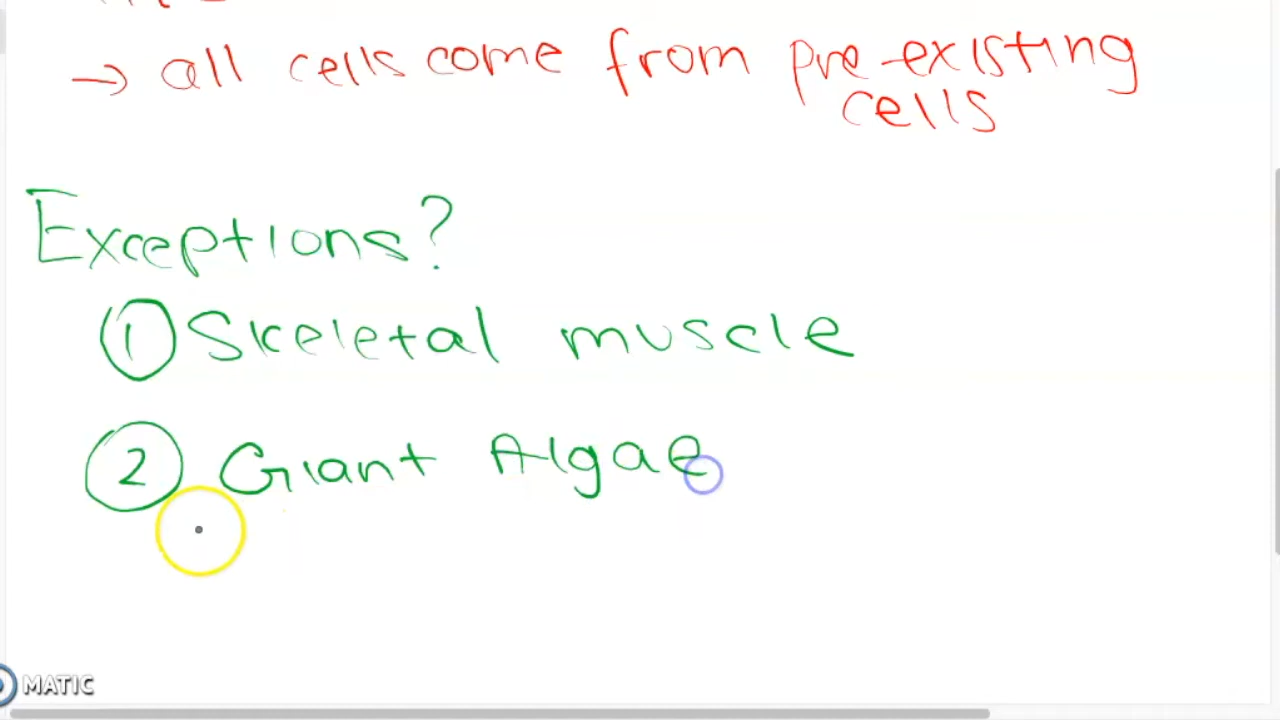 → all cells come from pre-existing
cells
Exceptions?
① Skeletal muscle
② Giant Algae
MATIC